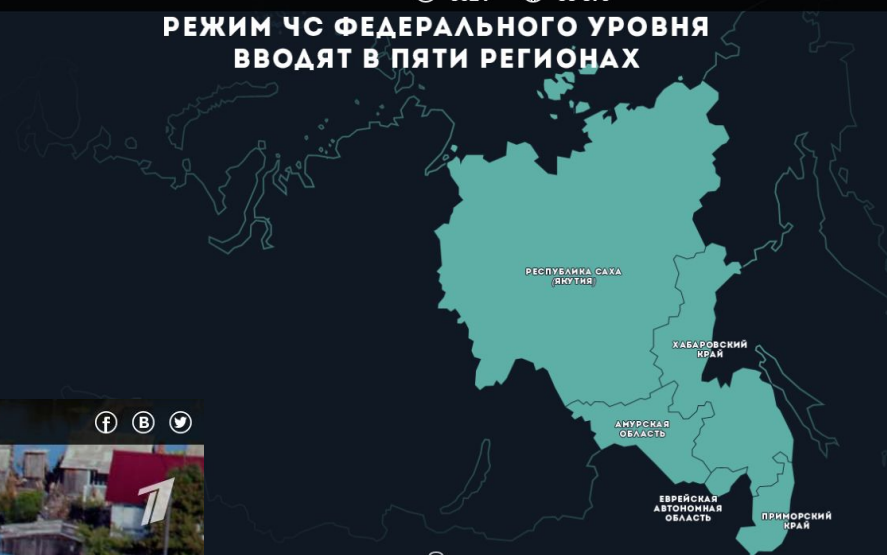 РЕЖИМ ЧС ФЕДЕРАЛЬНОГО УРОВНЯ
ВВОДЯТ В ПЯТИ РЕГИОНАХ
РЕСПУБЛИКА САХА
(ЯКУТИЯ)
ХАБАРОВСКИЙ
КРАЙ
АМУРСКАЯ
ОБЛАСТЬ
ЕВРЕЙСКАЯ
АВТОНОМНАЯ
ОБЛАСТЬ
ПРИМОРСКИЙ
КРАЙ
f В
1